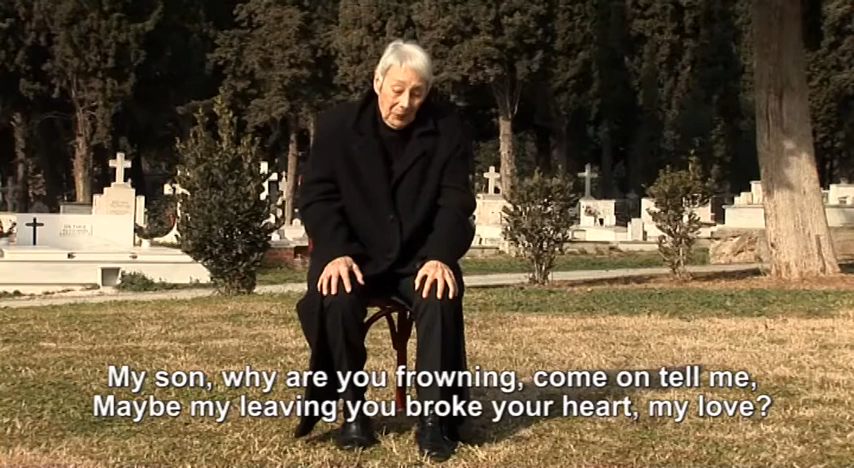 My son, why are you frowning, come on tell me,
Maybe my leaving you broke your heart, my love?